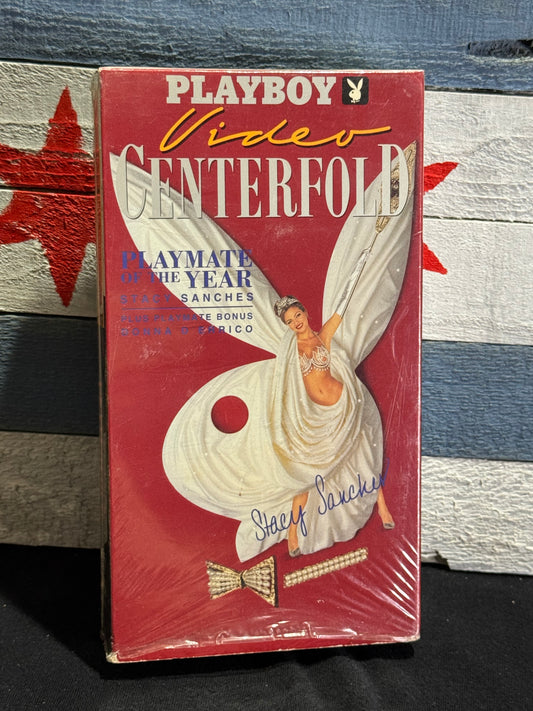 PLAYBOY
Video
CENTERFOLD
PLAYMATE
OF THE YEAR
STACY SANCHES
PLUS PLAYMATE BONUS
DONNA D'ERRICO
Stacy Sanches